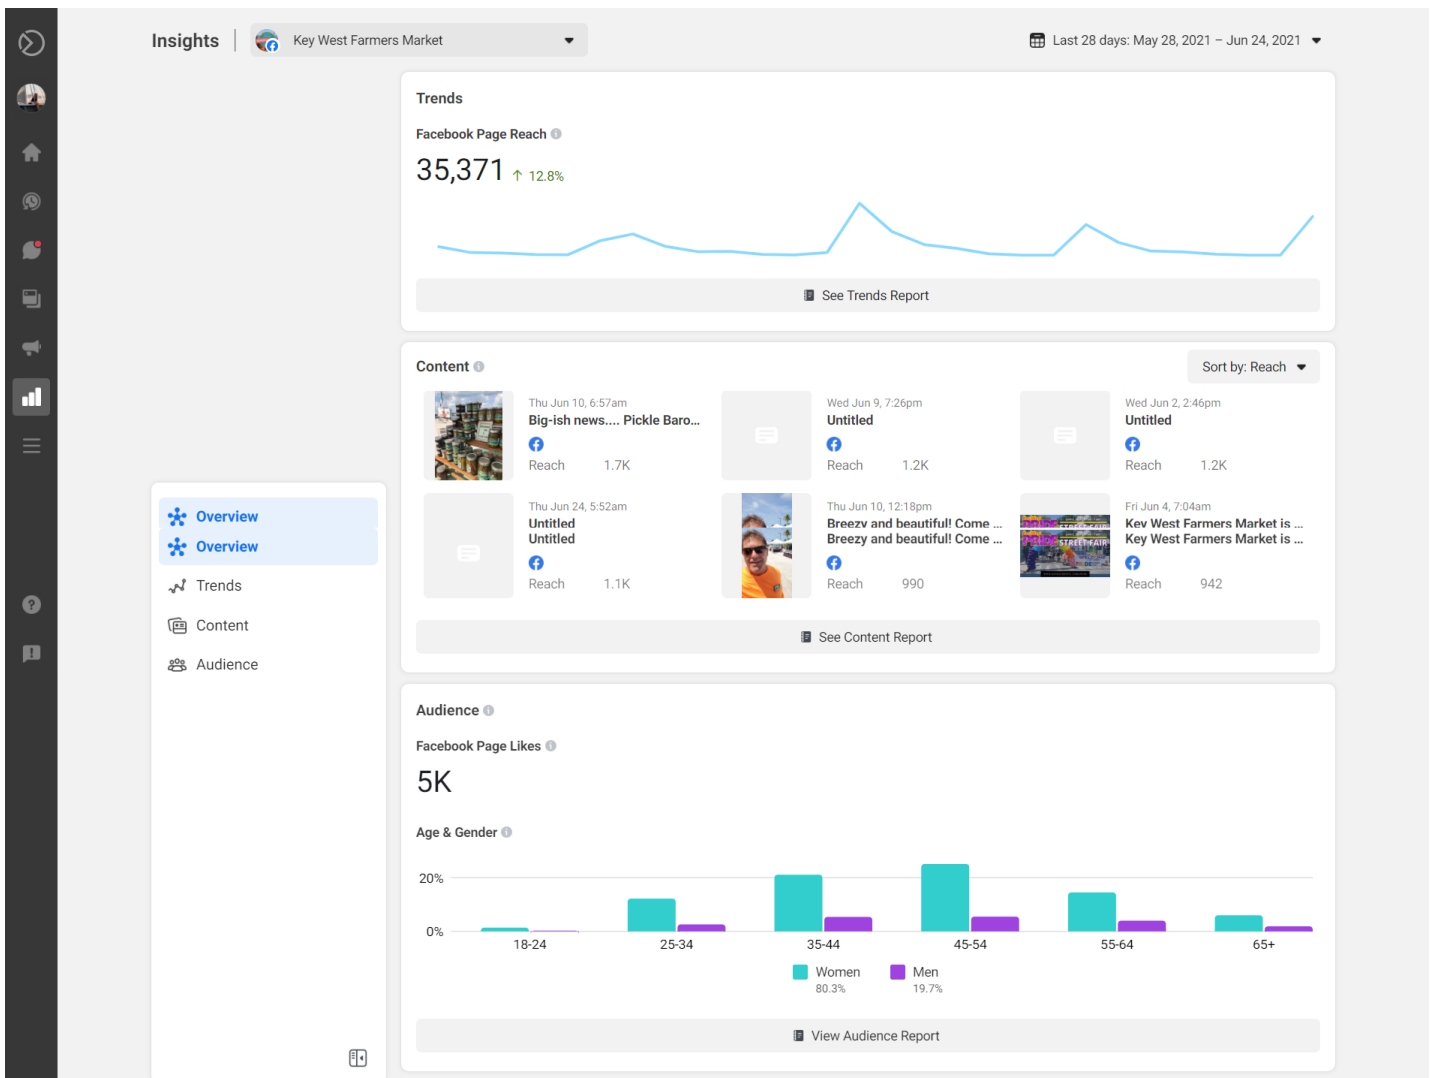 Insights
Key West Farmers Market
Last 28 days: May 28, 2021 – Jun 24, 2021
Trends
Facebook Page Reach
35,371 ↑ 12.8%
See Trends Report
Content
Sort by: Reach
Thu Jun 10, 6:57am
Big-ish news.... Pickle Baro...
Reach 1.7K
Wed Jun 9, 7:26pm
Untitled
Reach 1.2K
Wed Jun 2, 2:46pm
Untitled
Reach 1.2K
Thu Jun 24, 5:52am
Untitled
Untitled
Reach 1.1K
Thu Jun 10, 12:18pm
Breezy and beautiful! Come ...
Breezy and beautiful! Come ...
Reach 990
STREET FAIR
Fri Jun 4, 7:04am
Key West Farmers Market is ...
Key West Farmers Market is ...
Reach 942
See Content Report
Overview
Overview
Trends
Content
Audience
Audience
Facebook Page Likes
5K
Age & Gender
20%
0%
18-24 25-34 35-44 45-54 55-64 65+
Women Men
80.3% 19.7%
View Audience Report